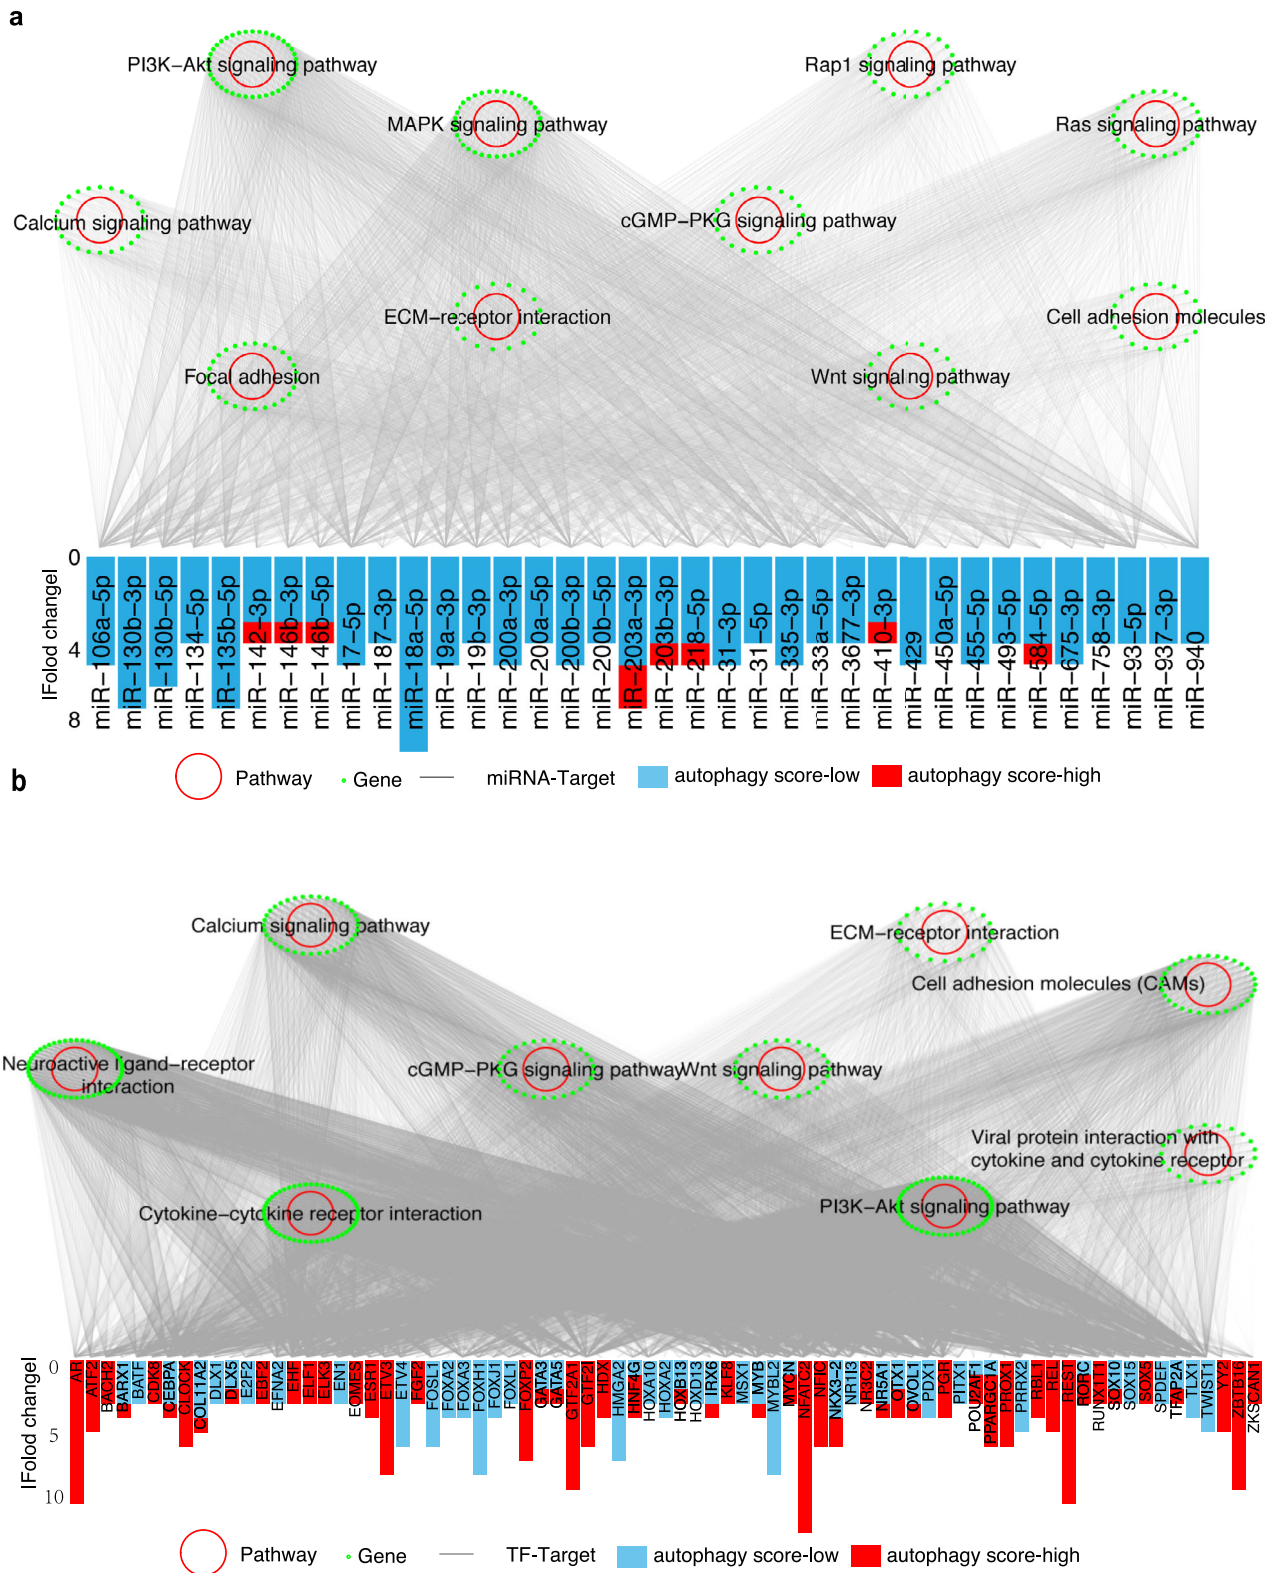 a
PI3K−Akt signaling pathway
Rap1 signaling pathway
MAPK signaling pathway
Ras signaling pathway
Calcium signaling pathway
cGMP−PKG signaling pathway
ECM−receptor interaction
Cell adhesion molecules
Focal adhesion
Wnt signaling pathway
IFolod changeI
0
4
8
miR−106a−5p
miR−130b−3p
miR−130b−5p
miR−134−5p
miR−135b−5p
miR−142−3p
miR−146b−3p
miR−146b−5p
miR−17−5p
miR−187−3p
miR−18a−5p
miR−19a−3p
miR−19b−3p
miR−200a−3p
miR−200a−5p
miR−200b−3p
miR−200b−5p
miR−203a−3p
miR−203b−3p
miR−218−5p
miR−31−3p
miR−31−5p
miR−335−3p
miR−33a−5p
miR−3677−3p
miR−410−3p
miR−429
miR−450a−5p
miR−455−5p
miR−493−5p
miR−584−5p
miR−675−3p
miR−758−3p
miR−93−5p
miR−937−3p
miR−940
Pathway
Gene
miRNA-Target
autophagy score-low
autophagy score-high
b
Calcium signaling pathway
ECM−receptor interaction
Cell adhesion molecules (CAMs)
Neuroactive ligand−receptor
interaction
cGMP−PKG signaling pathway
Wnt signaling pathway
Viral protein interaction with
cytokine and cytokine receptor
Cytokine−cytokine receptor interaction
PI3K−Akt signaling pathway
IFolod changeI
0
5
10
AR
ATF2
BACH2
BARX1
BATF
CDK8
CEBPA
CLOCK
COL11A2
DLX1
DLX5
E2F2
EBF2
EFNA2
EHF
ELF1
ELK3
EN1
EOMES
ESR1
ETV3
ETV4
FGF2
FOSL1
FOXA2
FOXA3
FOXH1
FOXJ1
FOXL1
FOXP2
GATA3
GATA5
GTF2A1
GTF2I
HDX
HMGA2
HNF4G
HOXA10
HOXA2
HOXB13
HOXD13
IRX6
KLF8
MSX1
MYB
MYBL2
MYCN
NFATC2
NFIC
NKX3−2
NR1I3
NR3C2
NR5A1
OTX1
OVOL1
PDX1
PGR
PITX1
POU2AF1
PPARGC1A
PROX1
PRRX2
RBL1
REL
REST
RORC
RUNX1T1
SOX10
SOX15
SOX5
SPDEF
TFAP2A
TLX1
TWIST1
YY2
ZBTB16
ZKSCAN1
Pathway
Gene
TF-Target
autophagy score-low
autophagy score-high